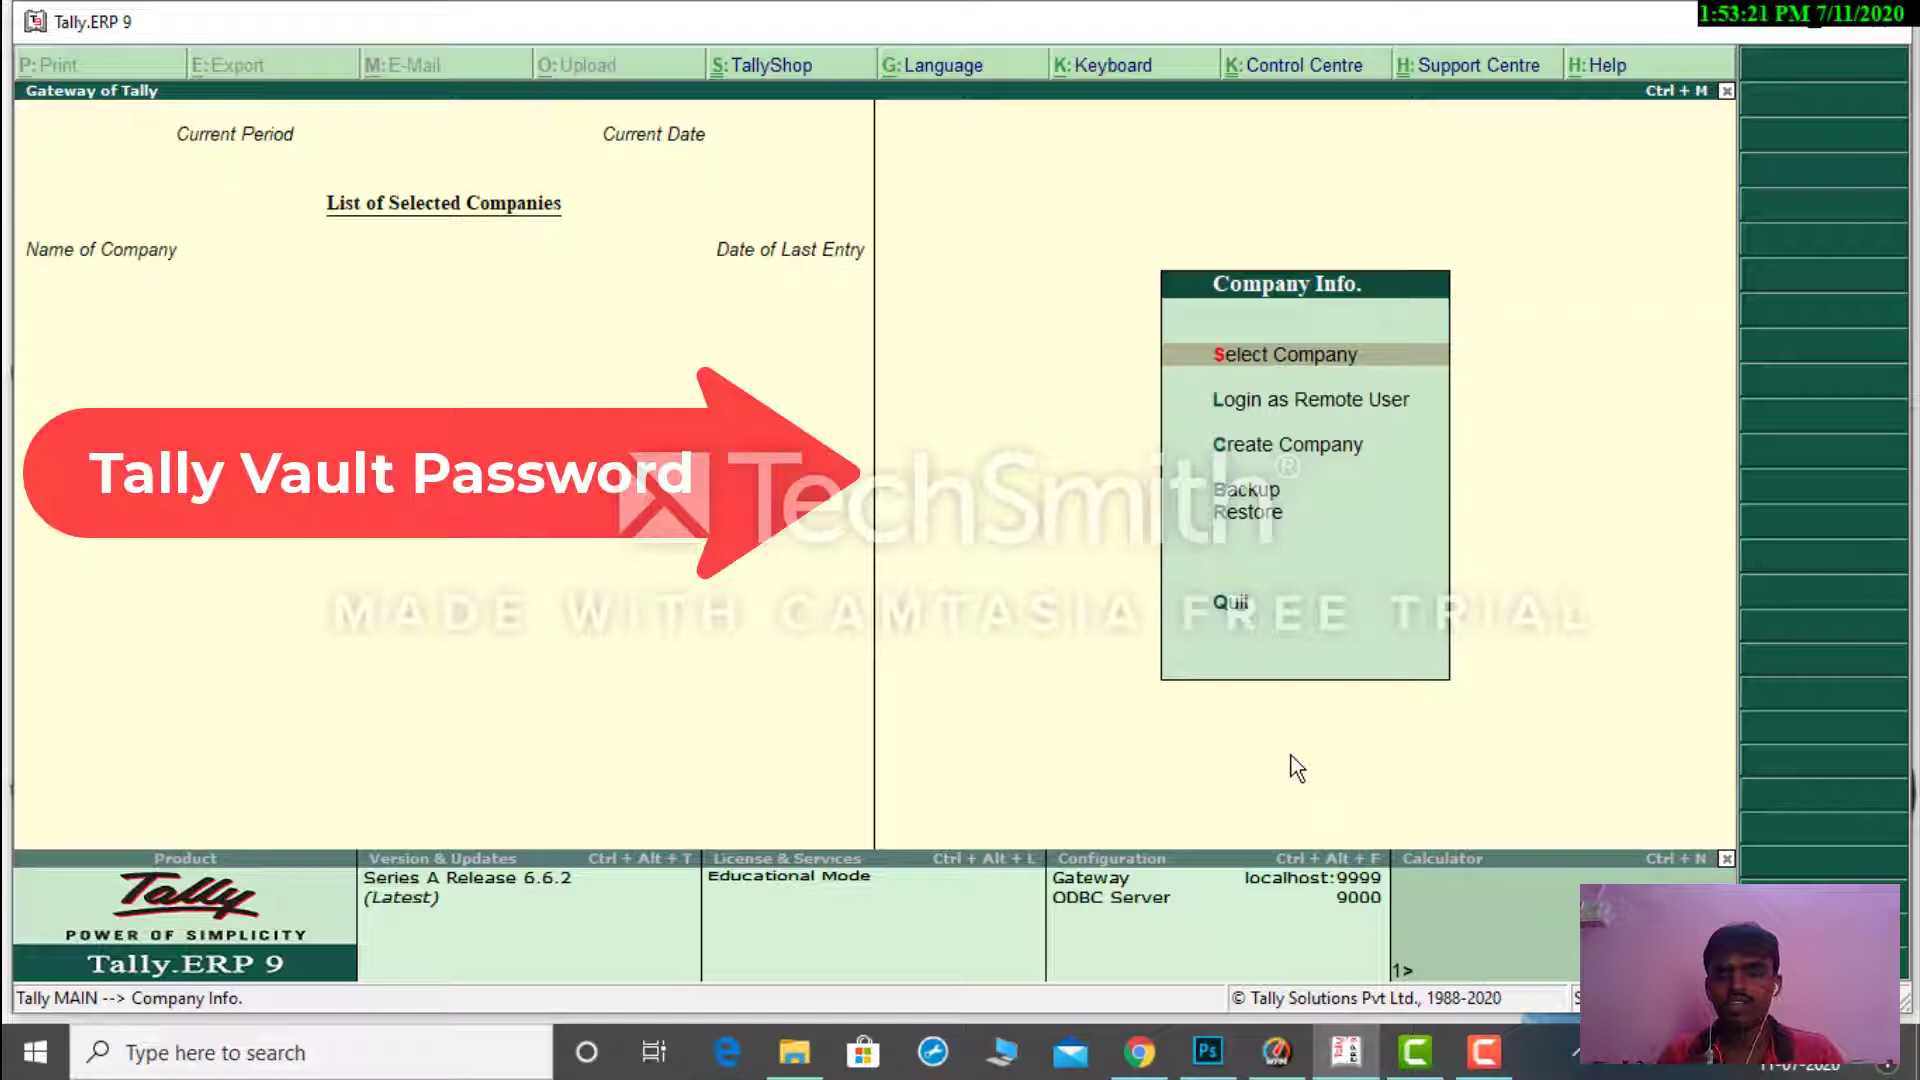 Tally.ERP 9
1:53:21 PM 7/11/2020
P: Print
E: Export
M: E-Mail
O: Upload
S: TallyShop
G: Language
K: Keyboard
K: Control Centre
H: Support Centre
H: Help
Gateway of Tally
Ctrl + M
Current Period
Current Date
List of Selected Companies
Name of Company
Date of Last Entry
Company Info.
Select Company
Login as Remote User
Create Company
Backup
Restore
Quit
Tally Vault Password
TechSmith®
MADE WITH CAMTASIA FREE TRIAL
Product
Version & Updates
Ctrl + Alt + T
License & Services
Ctrl + Alt + L
Configuration
Ctrl + Alt + F
Calculator
Ctrl + N
Tally
POWER OF SIMPLICITY
Tally.ERP 9
Series A Release 6.6.2
(Latest)
Educational Mode
Gateway
localhost:9999
ODBC Server
9000
1>
Tally MAIN --> Company Info.
© Tally Solutions Pvt Ltd., 1988-2020
Type here to search
Ps
11-07-2020